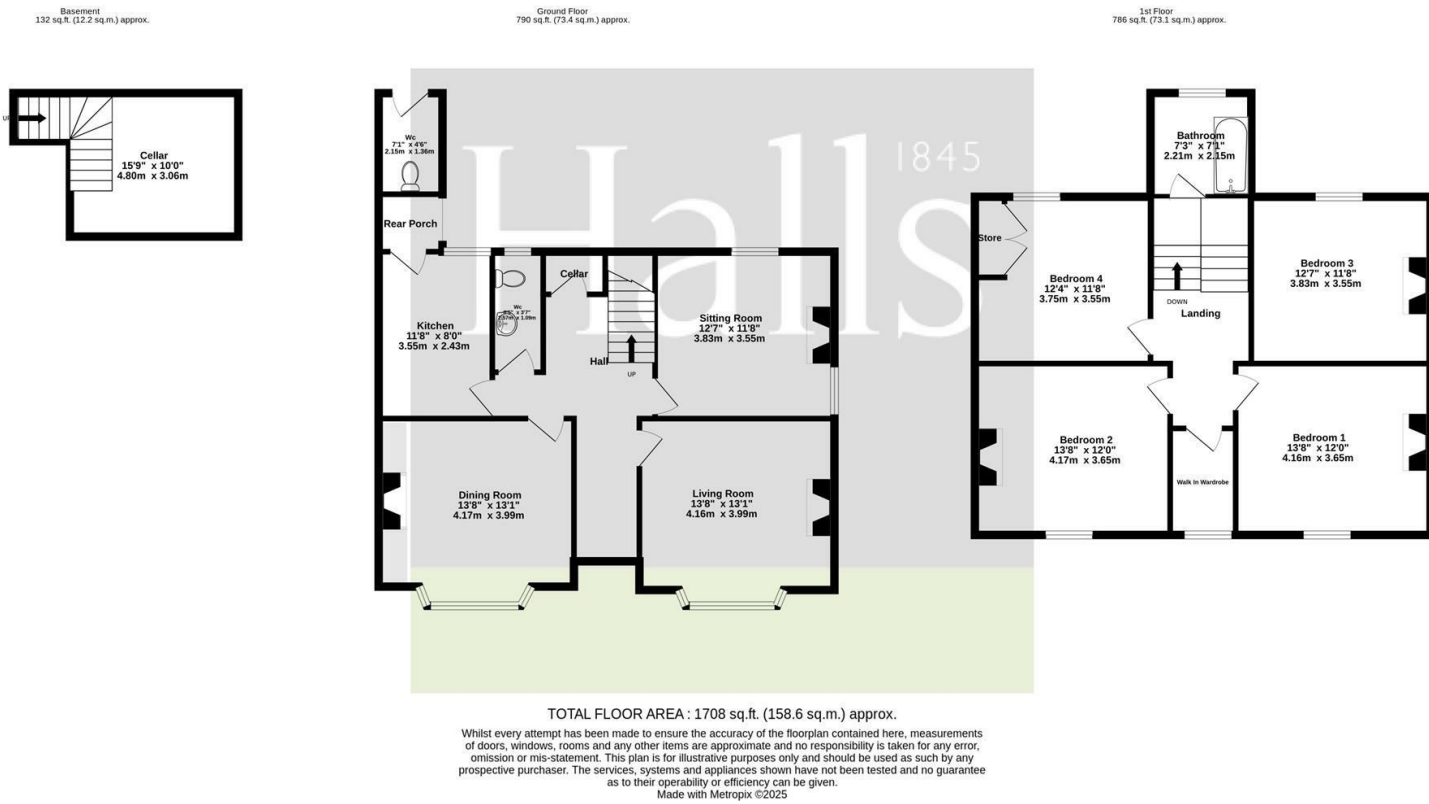 Basement
132 sq.ft. (12.2 sq.m.) approx.
Ground Floor
790 sq.ft. (73.4 sq.m.) approx.
1st Floor
786 sq.ft. (73.1 sq.m.) approx.
UP
Cellar
15'9" x 10'0"
4.80m x 3.06m
1845
Halls
Wc
7'1" x 4'6"
2.15m x 1.36m
Rear Porch
Kitchen
11'8" x 8'0"
3.55m x 2.43m
Wc
x 3'7"
x 1.09m
Cellar
Hall
UP
Sitting Room
12'7" x 11'8"
3.83m x 3.55m
Dining Room
13'8" x 13'1"
4.17m x 3.99m
Living Room
13'8" x 13'1"
4.16m x 3.99m
Bathroom
7'3" x 7'1"
2.21m x 2.15m
Store
Bedroom 4
12'4" x 11'8"
3.75m x 3.55m
DOWN
Landing
Bedroom 3
12'7" x 11'8"
3.83m x 3.55m
Bedroom 2
13'8" x 12'0"
4.17m x 3.65m
Walk In Wardrobe
Bedroom 1
13'8" x 12'0"
4.16m x 3.65m
TOTAL FLOOR AREA : 1708 sq.ft. (158.6 sq.m.) approx.
Whilst every attempt has been made to ensure the accuracy of the floorplan contained here, measurements
of doors, windows, rooms and any other items are approximate and no responsibility is taken for any error,
omission or mis-statement. This plan is for illustrative purposes only and should be used as such by any
prospective purchaser. The services, systems and appliances shown have not been tested and no guarantee
as to their operability or efficiency can be given.
Made with Metropix ©2025